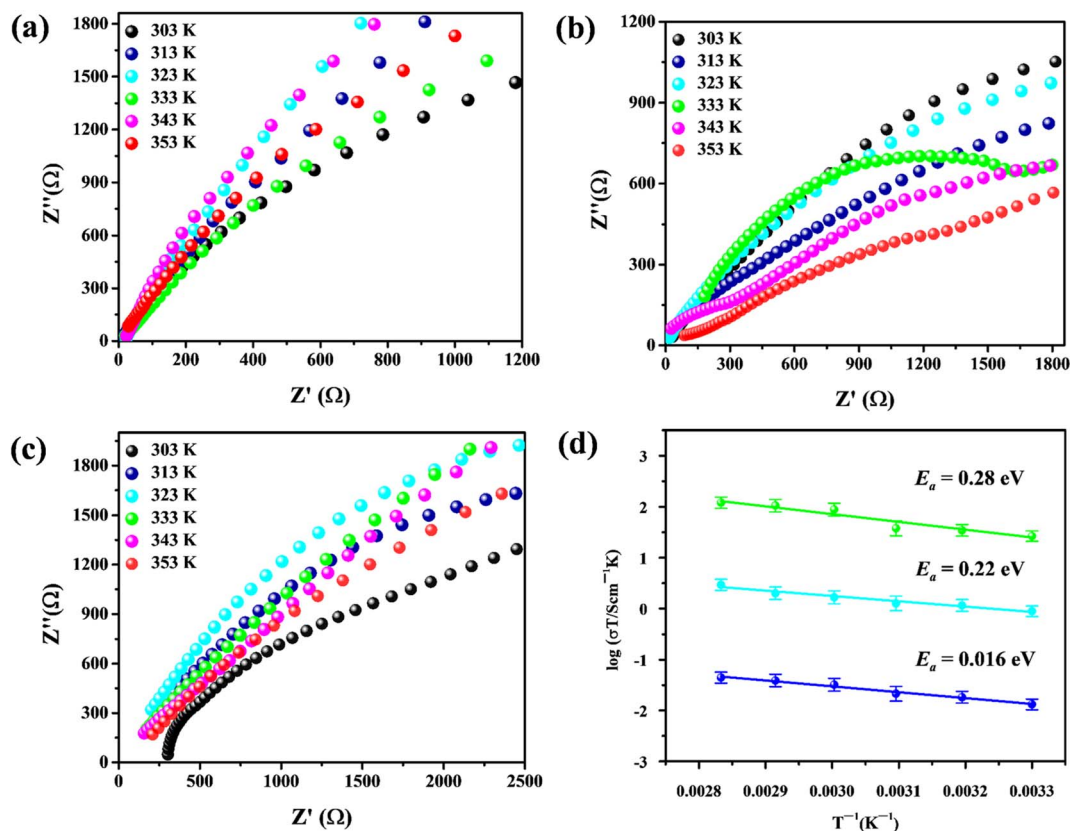 (a)
1800
1500
1200
900
600
300
0
Z''(Ω)
303 K
313 K
323 K
333 K
343 K
353 K
0 200 400 600 800 1000 1200
Z' (Ω)
(b)
1200
900
600
300
0
Z''(Ω)
303 K
313 K
323 K
333 K
343 K
353 K
0 300 600 900 1200 1500 1800
Z' (Ω)
(c)
1800
1500
1200
900
600
300
0
Z''(Ω)
303 K
313 K
323 K
333 K
343 K
353 K
0 500 1000 1500 2000 2500
Z' (Ω)
(d)
3
2
1
0
-1
-2
-3
log (σT/Scm⁻¹K)
Eₐ = 0.28 eV
Eₐ = 0.22 eV
Eₐ = 0.016 eV
0.0028 0.0029 0.0030 0.0031 0.0032 0.0033
T⁻¹(K⁻¹)